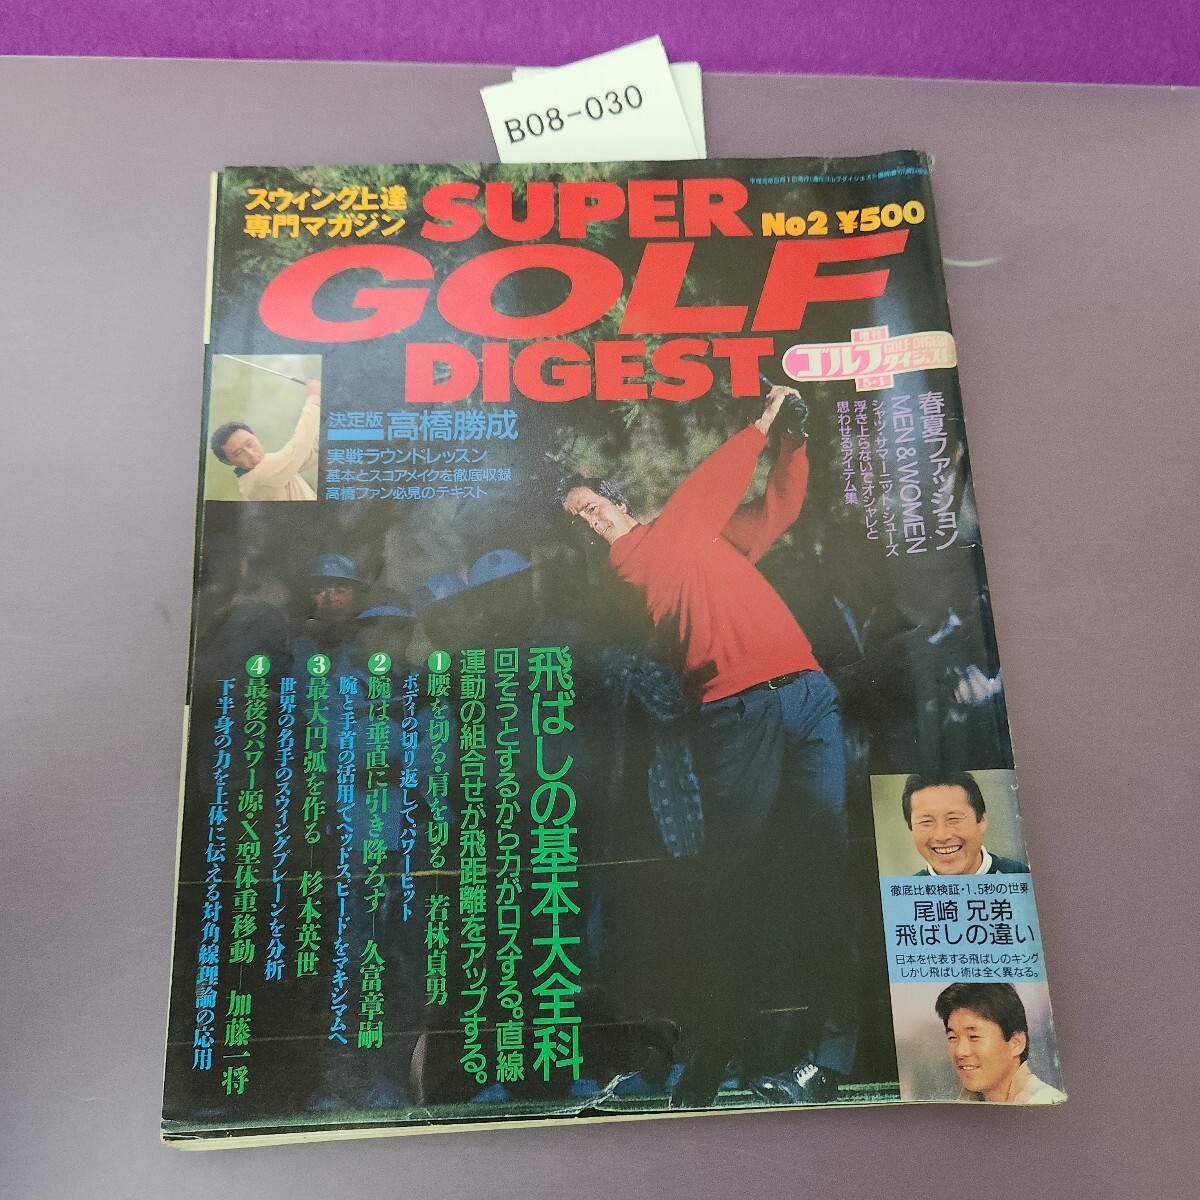 B08-030
スウィング上達
専門マガジン
SUPER
GOLF
DIGEST
No2 ¥500
週刊
GOLF DIGEST
ゴルフダイジェスト
5・1
決定版 高橋勝成
実戦ラウンドレッスン
基本とスコアメイクを徹底収録
高橋ファン必見のテキスト
春夏ファッション
MEN&WOMEN
シャツ・サマーニット・シューズ
浮き上らないでオシャレと
思わせるアイテム集
飛ばしの基本大全科
回そうとするから力がロスする。直線
運動の組合せが飛距離をアップする。
1 腰を切る・肩を切る―若林貞男
ボディの切り返しでパワーヒット
2 腕は垂直に引き降ろす―久富章嗣
腕と手首の活用でヘッドスピードをマキシマムへ
3 最大円弧を作る―杉本英世
世界の名手のスウィングプレーンを分析
4 最後のパワー源・X型体重移動―加藤一将
下半身の力を上体に伝える対角線理論の応用
徹底比較検証・1.5秒の世界
尾崎 兄弟
飛ばしの違い
日本を代表する飛ばしのキング
しかし飛ばし術は全く異なる。